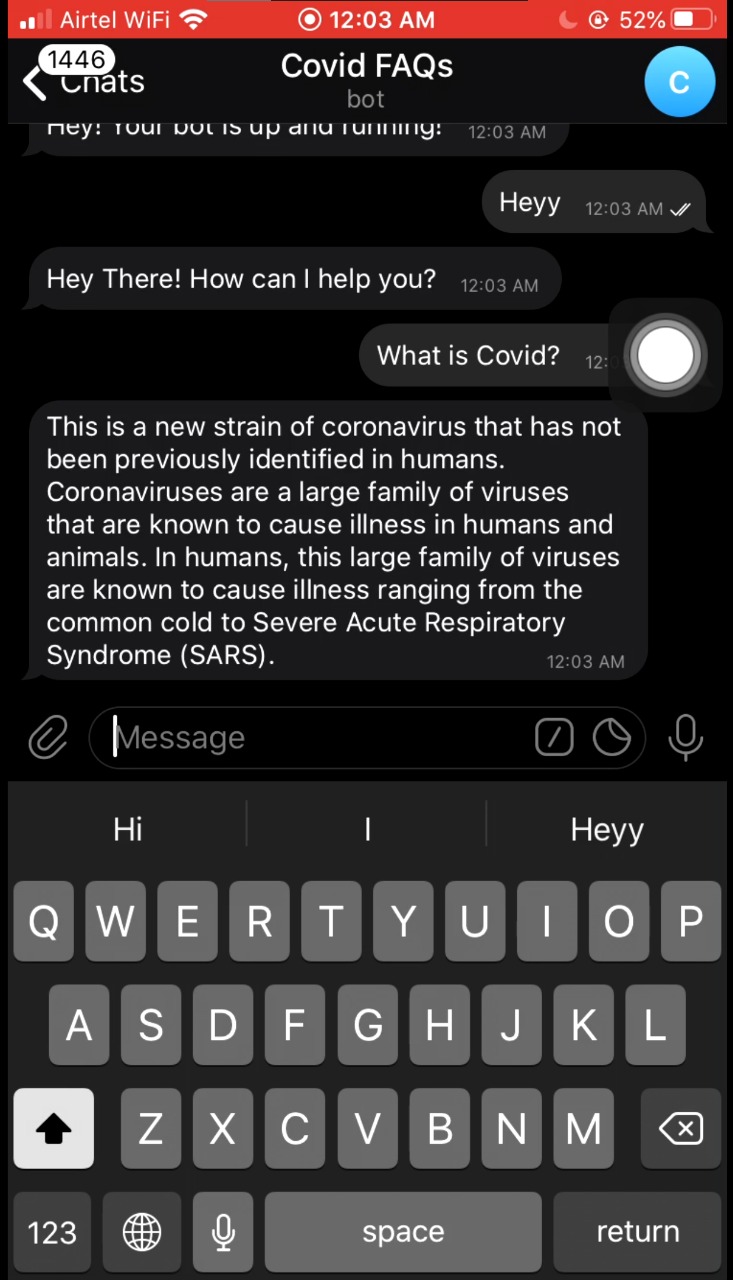 Airtel WiFi 12:03 AM 52%
1446
Chats
Covid FAQs
bot
C
Hey! Your bot is up and running! 12:03 AM
Heyy 12:03 AM
Hey There! How can I help you? 12:03 AM
What is Covid? 12:
This is a new strain of coronavirus that has not
been previously identified in humans.
Coronaviruses are a large family of viruses
that are known to cause illness in humans and
animals. In humans, this large family of viruses
are known to cause illness ranging from the
common cold to Severe Acute Respiratory
Syndrome (SARS). 12:03 AM
Message
Hi I Heyy
Q W E R T Y U I O P
A S D F G H J K L
Z X C V B N M
123 space return